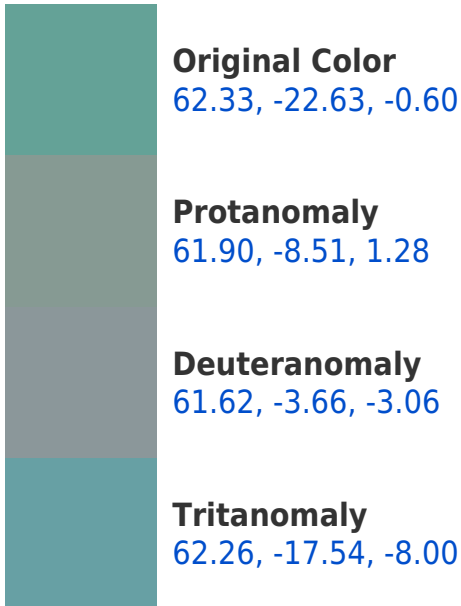 Original Color
62.33, -22.63, -0.60
Protanomaly
61.90, -8.51, 1.28
Deuteranomaly
61.62, -3.66, -3.06
Tritanomaly
62.26, -17.54, -8.00